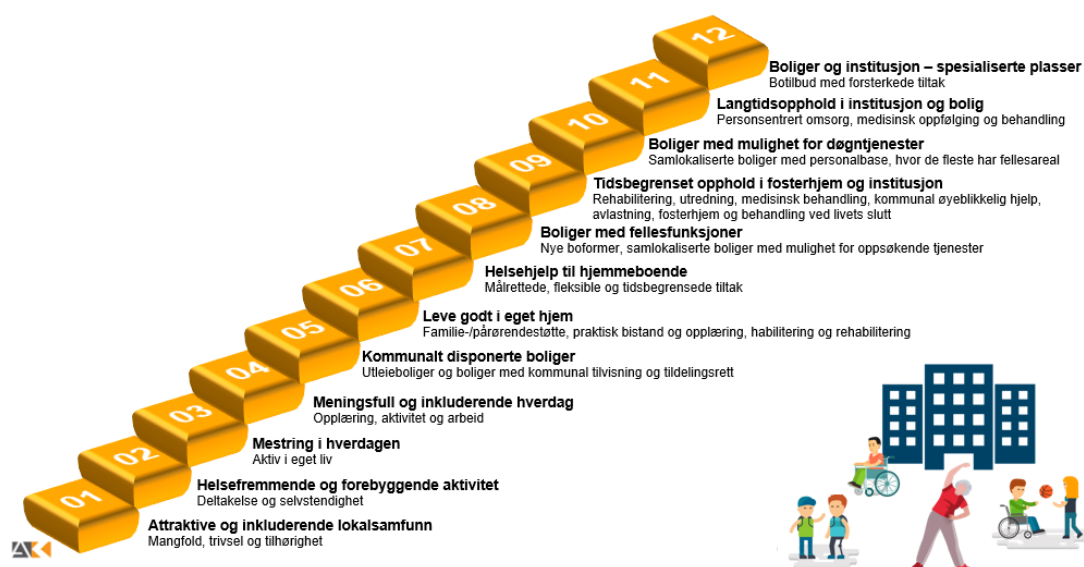 12
Boliger og institusjon – spesialiserte plasser
Botilbud med forsterkede tiltak
11
Langtidsopphold i institusjon og bolig
Personsentrert omsorg, medisinsk oppfølging og behandling
10
Boliger med mulighet for døgntjenester
Samlokaliserte boliger med personalbase, hvor de fleste har fellesareal
09
Tidsbegrenset opphold i fosterhjem og institusjon
Rehabilitering, utredning, medisinsk behandling, kommunal øyeblikkelig hjelp,
avlastning, fosterhjem og behandling ved livets slutt
08
Boliger med fellesfunksjoner
Nye boformer, samlokaliserte boliger med mulighet for oppsøkende tjenester
07
Helsehjelp til hjemmeboende
Målrettede, fleksible og tidsbegrensede tiltak
06
Leve godt i eget hjem
Familie-/pårørendestøtte, praktisk bistand og opplæring, habilitering og rehabilitering
05
Kommunalt disponerte boliger
Utleieboliger og boliger med kommunal tilvisning og tildelingsrett
04
Meningsfull og inkluderende hverdag
Opplæring, aktivitet og arbeid
03
Mestring i hverdagen
Aktiv i eget liv
02
Helsefremmende og forebyggende aktivitet
Deltakelse og selvstendighet
01
Attraktive og inkluderende lokalsamfunn
Mangfold, trivsel og tilhørighet